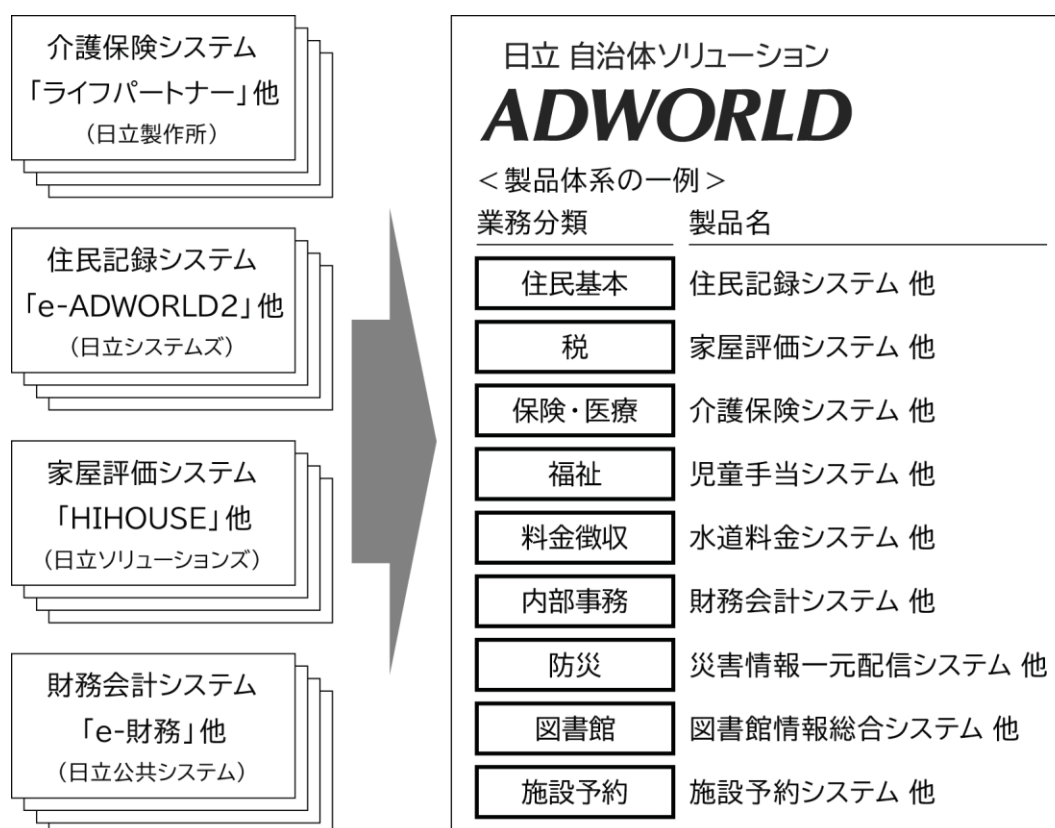 介護保険システム
「ライフパートナー」他
(日立製作所)
住民記録システム
「e-ADWORLD2」他
(日立システムズ)
家屋評価システム
「HIHOUSE」他
(日立ソリューションズ)
財務会計システム
「e-財務」他
(日立公共システム)
日立 自治体ソリューション
ADWORLD
<製品体系の一例>
業務分類 製品名
住民基本 住民記録システム 他
税 家屋評価システム 他
保険・医療 介護保険システム 他
福祉 児童手当システム 他
料金徴収 水道料金システム 他
内部事務 財務会計システム 他
防災 災害情報一元配信システム 他
図書館 図書館情報総合システム 他
施設予約 施設予約システム 他